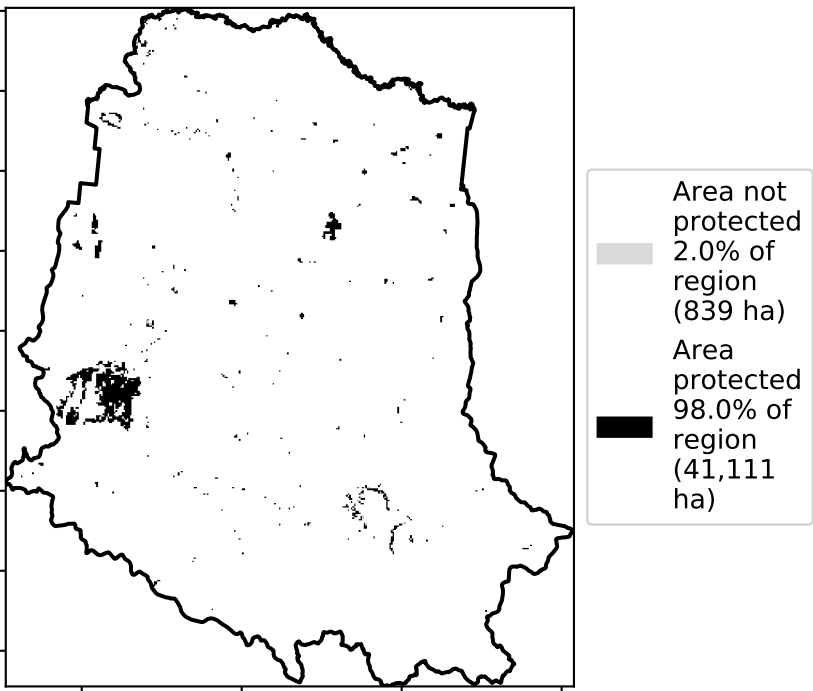 Area not
protected
2.0% of
region
(839 ha)
Area
protected
98.0% of
region
(41,111
ha)